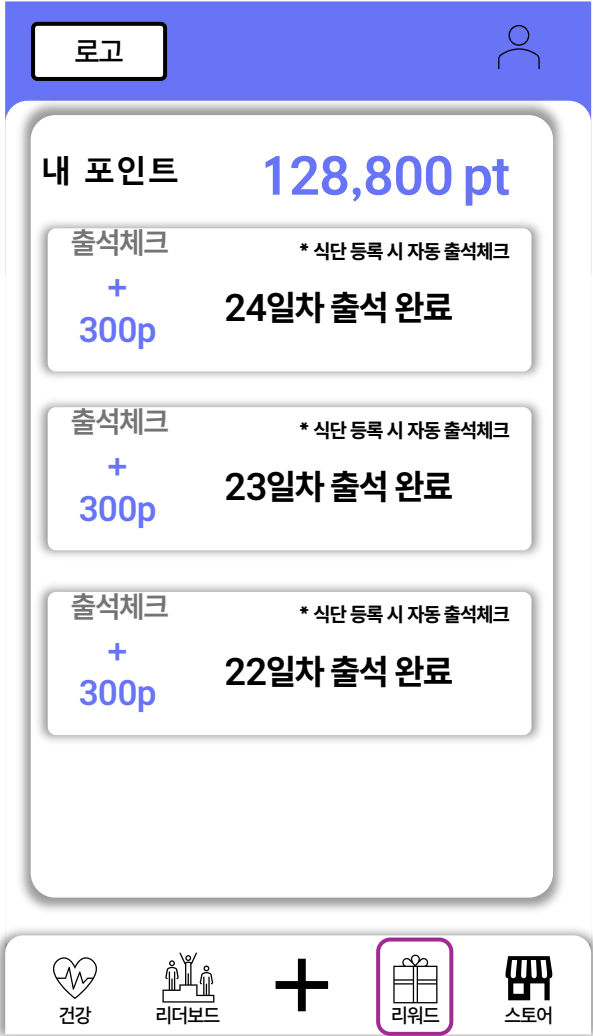 로고
내 포인트 128,800 pt
출석체크
* 식단 등록 시 자동 출석체크
+
300p
24일차 출석 완료
출석체크
* 식단 등록 시 자동 출석체크
+
300p
23일차 출석 완료
출석체크
* 식단 등록 시 자동 출석체크
+
300p
22일차 출석 완료
건강
리더보드
리워드
스토어